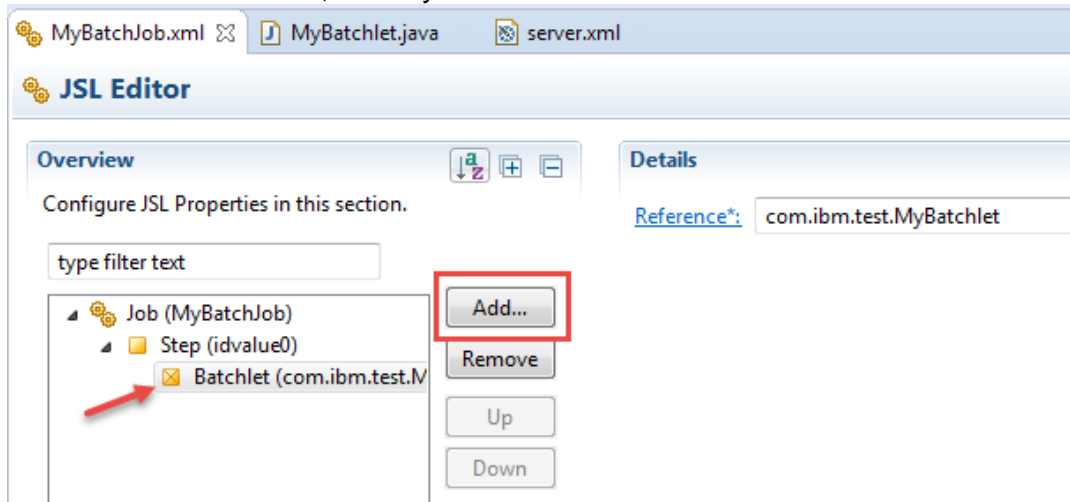 MyBatchJob.xml MyBatchlet.java server.xml
JSL Editor
Overview
Details
Configure JSL Properties in this section.
Reference*: com.ibm.test.MyBatchlet
type filter text
Add...
Job (MyBatchJob)
Step (idvalue0)
Remove
Batchlet (com.ibm.test.M
Up
Down